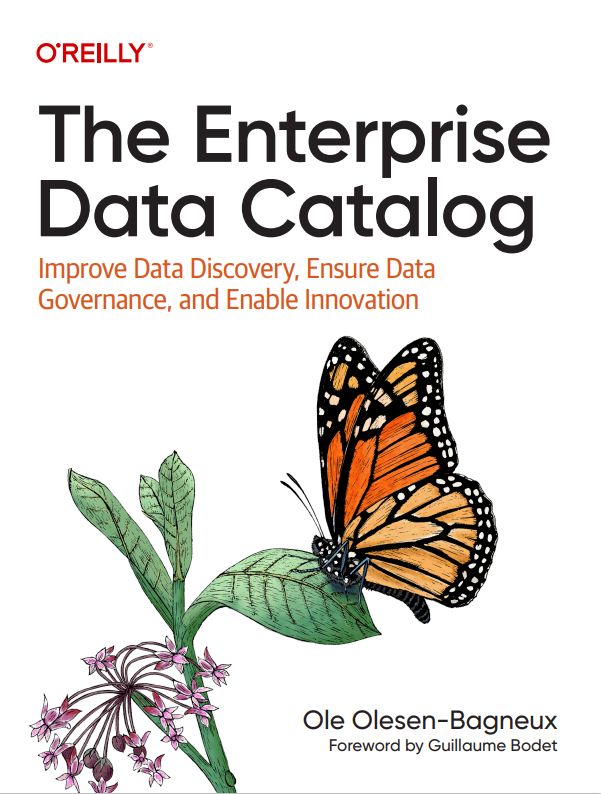 O'REILLY®
The Enterprise
Data Catalog
Improve Data Discovery, Ensure Data
Governance, and Enable Innovation
Ole Olesen-Bagneux
Foreword by Guillaume Bodet